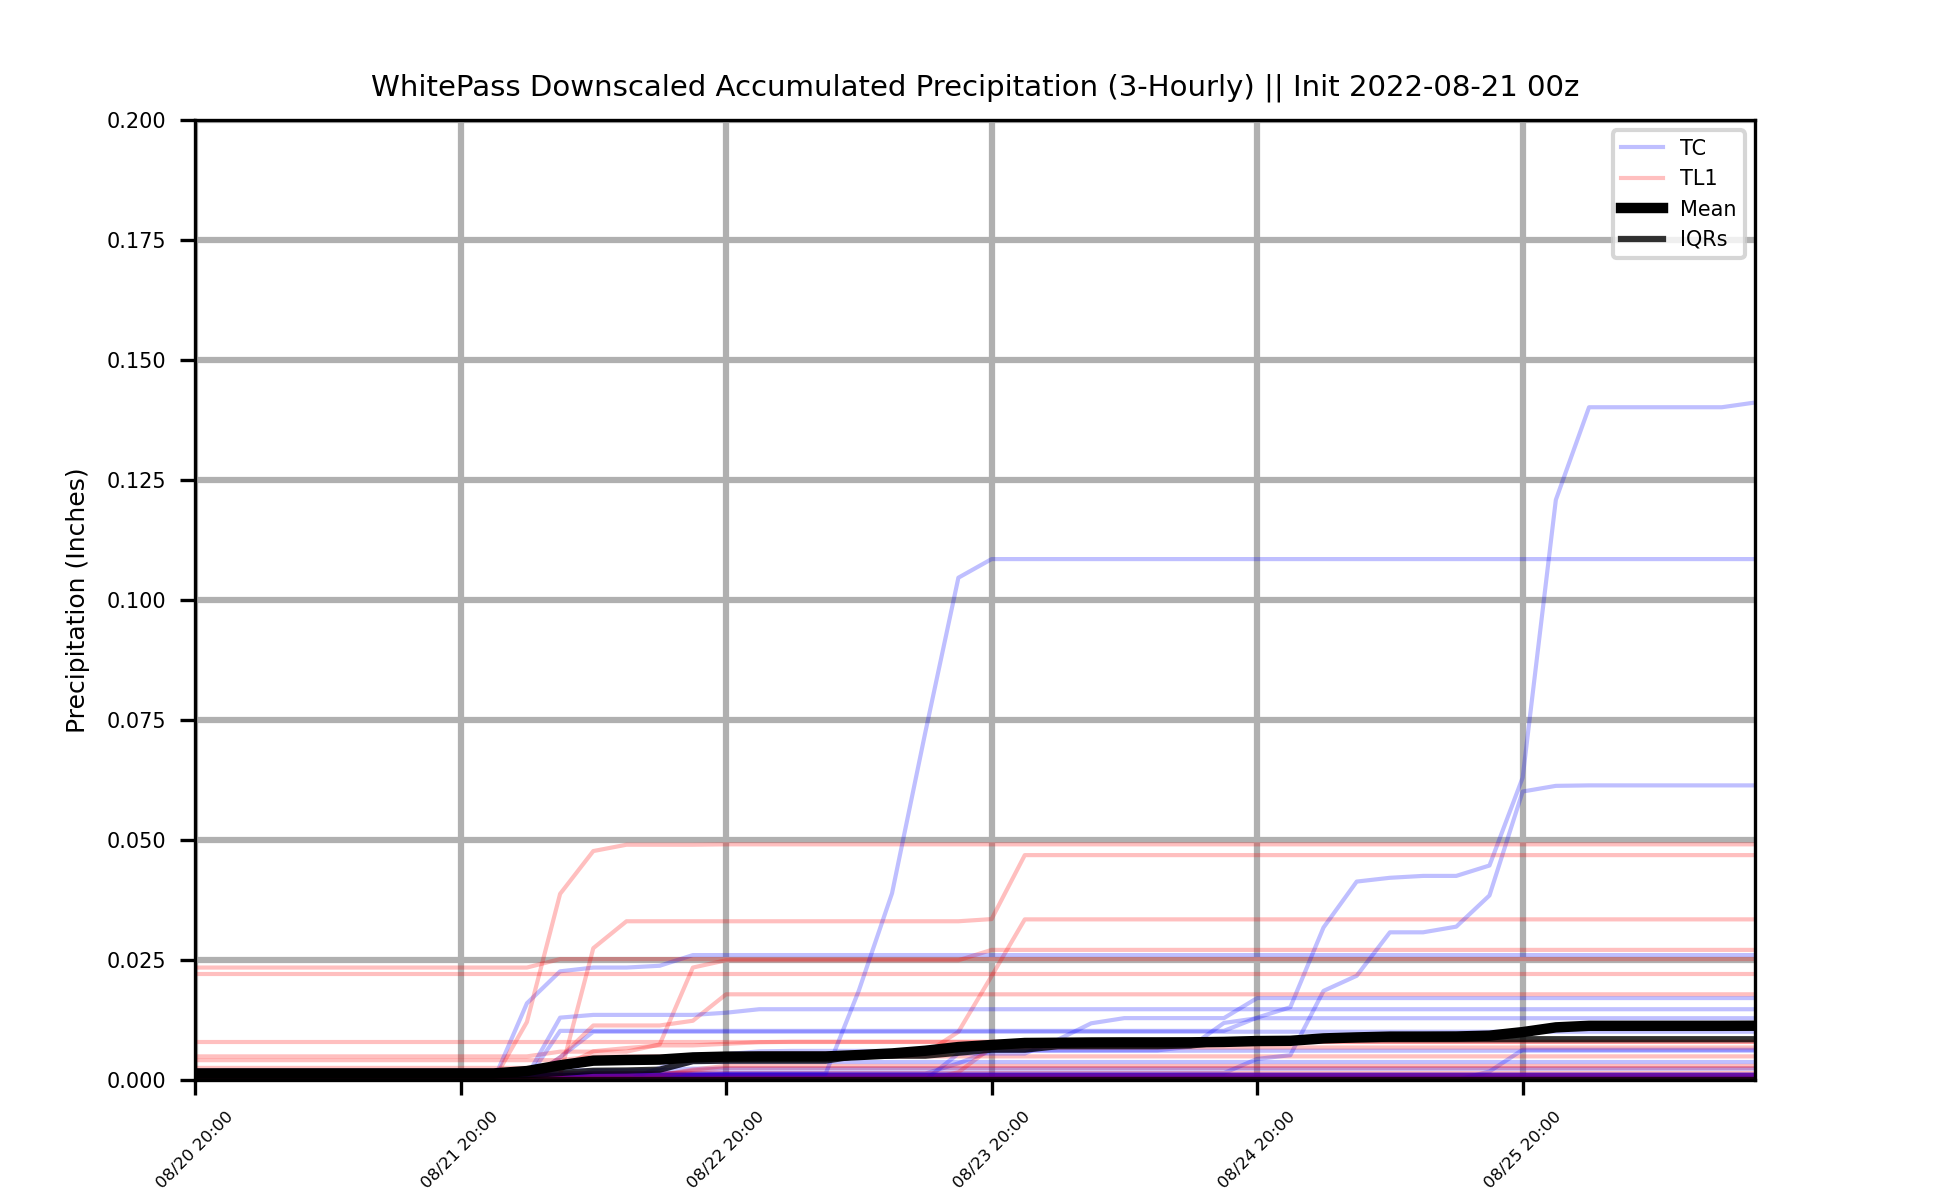 WhitePass Downscaled Accumulated Precipitation (3-Hourly) || Init 2022-08-21 00z
TC
TL1
Mean
IQRs
Precipitation (Inches)
0.200
0.175
0.150
0.125
0.100
0.075
0.050
0.025
0.000
08/20 20:00
08/21 20:00
08/22 20:00
08/23 20:00
08/24 20:00
08/25 20:00